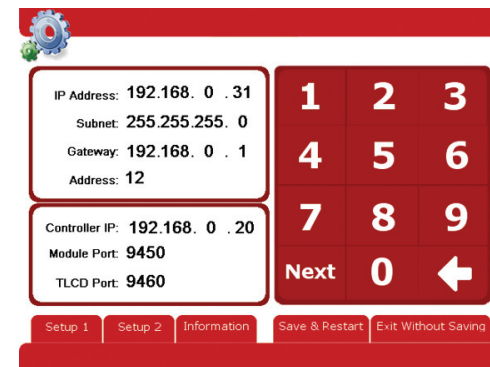 IP Address: 192.168. 0 . 31
Subnet: 255.255.255. 0
Gateway: 192.168. 0 . 1
Address: 12
Controller IP: 192.168. 0 . 20
Module Port: 9450
TLCD Port: 9460
1 2 3
4 5 6
7 8 9
Next 0
Setup 1 Setup 2 Information Save & Restart Exit Without Saving